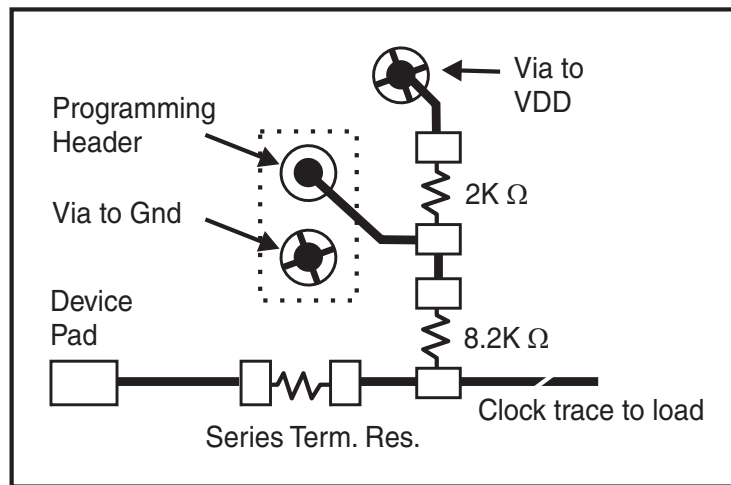 Via to
VDD
Programming
Header
2K Ω
Via to Gnd
Device
Pad
8.2K Ω
Clock trace to load
Series Term. Res.